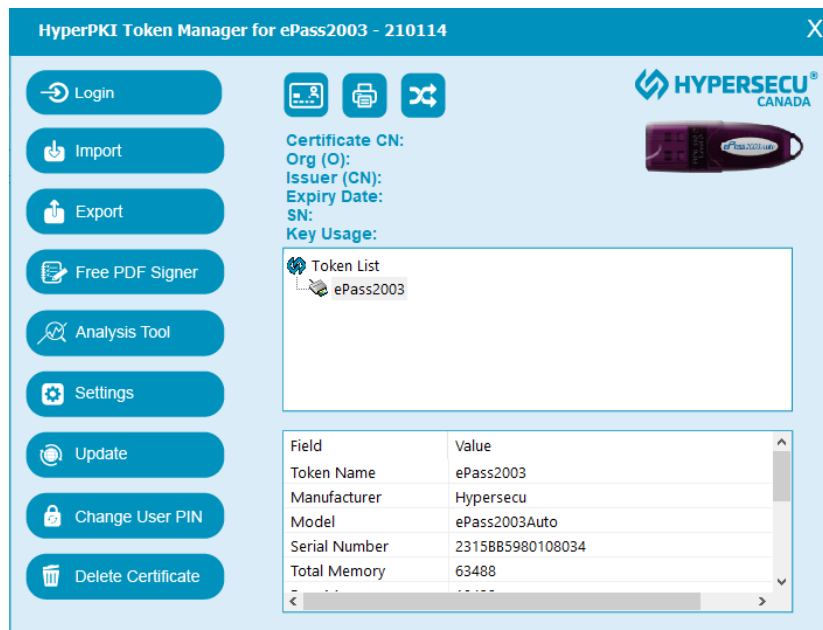 HyperPKI Token Manager for ePass2003 - 210114
X
Login
Import
Export
Free PDF Signer
Analysis Tool
Settings
Update
Change User PIN
Delete Certificate
HYPERSECU®
CANADA
ePass2003Auto
Certificate CN:
Org (O):
Issuer (CN):
Expiry Date:
SN:
Key Usage:
Token List
ePass2003
Field Value
Token Name ePass2003
Manufacturer Hypersecu
Model ePass2003Auto
Serial Number 2315BB5980108034
Total Memory 63488